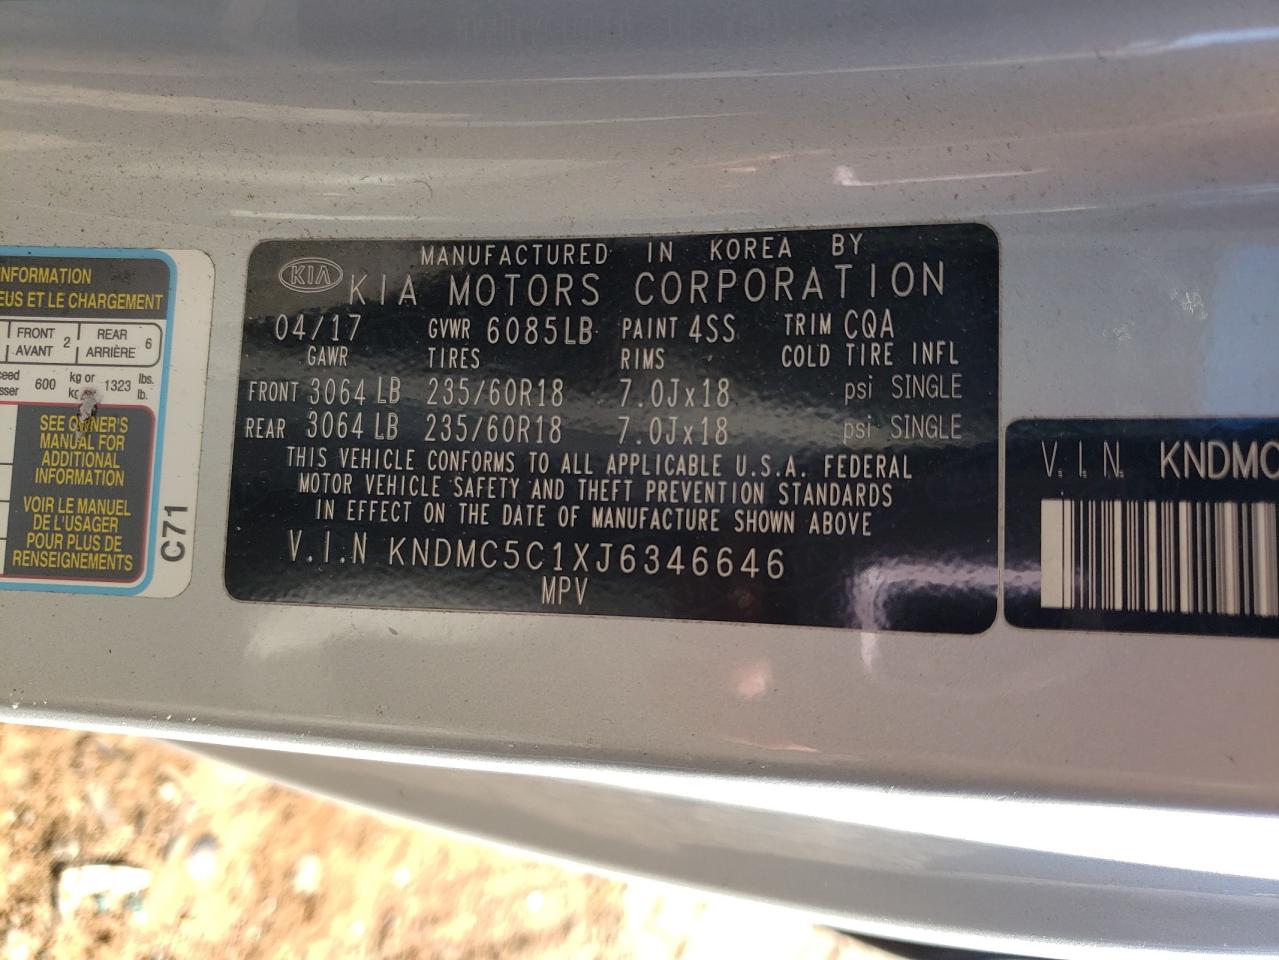 INFORMATION
EUS ET LE CHARGEMENT
FRONT 2 REAR 6
AVANT ARRIÈRE
600 kg or 1323 lbs.
lb.
SEE OWNER'S
MANUAL FOR
ADDITIONAL
INFORMATION
VOIR LE MANUEL
DE L'USAGER
POUR PLUS DE
RENSEIGNEMENTS
C71
MANUFACTURED IN KOREA BY
KIA KIA MOTORS CORPORATION
04/17 GVWR 6085LB PAINT 4SS TRIM CQA
GAWR TIRES RIMS COLD TIRE INFL
FRONT 3064 LB 235/60R18 7.0Jx18 psi SINGLE
REAR 3064 LB 235/60R18 7.0Jx18 psi SINGLE
THIS VEHICLE CONFORMS TO ALL APPLICABLE U.S.A. FEDERAL
MOTOR VEHICLE SAFETY AND THEFT PREVENTION STANDARDS
IN EFFECT ON THE DATE OF MANUFACTURE SHOWN ABOVE
V.I.N KNDMC5C1XJ6346646
MPV
V.I.N. KNDMC